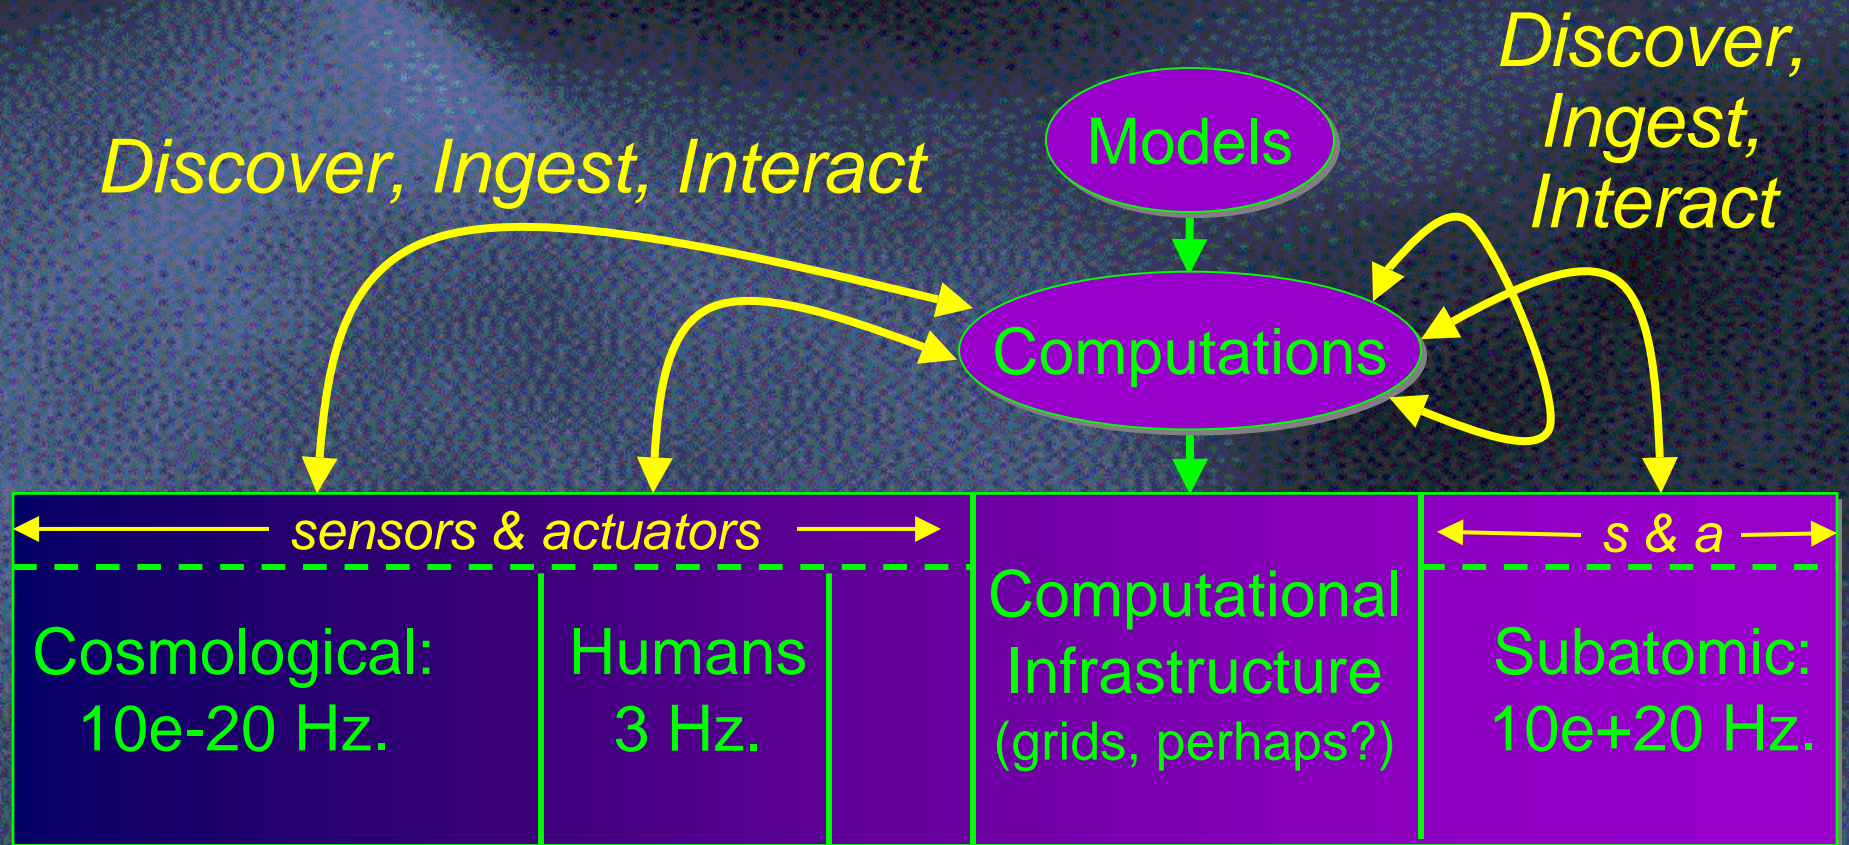 Discover,
Ingest,
Interact
Models
Discover, Ingest, Interact
Computations
sensors & actuators
s & a
Cosmological:
10e-20 Hz.
Humans
3 Hz.
Computational
Infrastructure
(grids, perhaps?)
Subatomic:
10e+20 Hz.